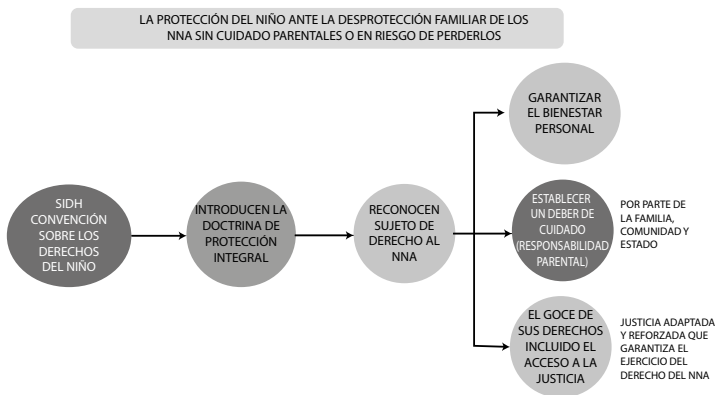 LA PROTECCIÓN DEL NIÑO ANTE LA DESPROTECCIÓN FAMILIAR DE LOS
NNA SIN CUIDADO PARENTALES O EN RIESGO DE PERDERLOS
SIDH
CONVENCIÓN
SOBRE LOS
DERECHOS
DEL NIÑO
INTRODUCEN LA
DOCTRINA DE
PROTECCIÓN
INTEGRAL
RECONOCEN
SUJETO DE
DERECHO AL
NNA
GARANTIZAR
EL BIENESTAR
PERSONAL
ESTABLECER
UN DEBER DE
CUIDADO
(RESPONSABILIDAD
PARENTAL)
POR PARTE DE
LA FAMILIA,
COMUNIDAD Y
ESTADO
EL GOCE DE
SUS DERECHOS
INCLUIDO EL
ACCESO A LA
JUSTICIA
JUSTICIA ADAPTADA
Y REFORZADA QUE
GARANTIZA EL
EJERCICIO DEL
DERECHO DEL NNA